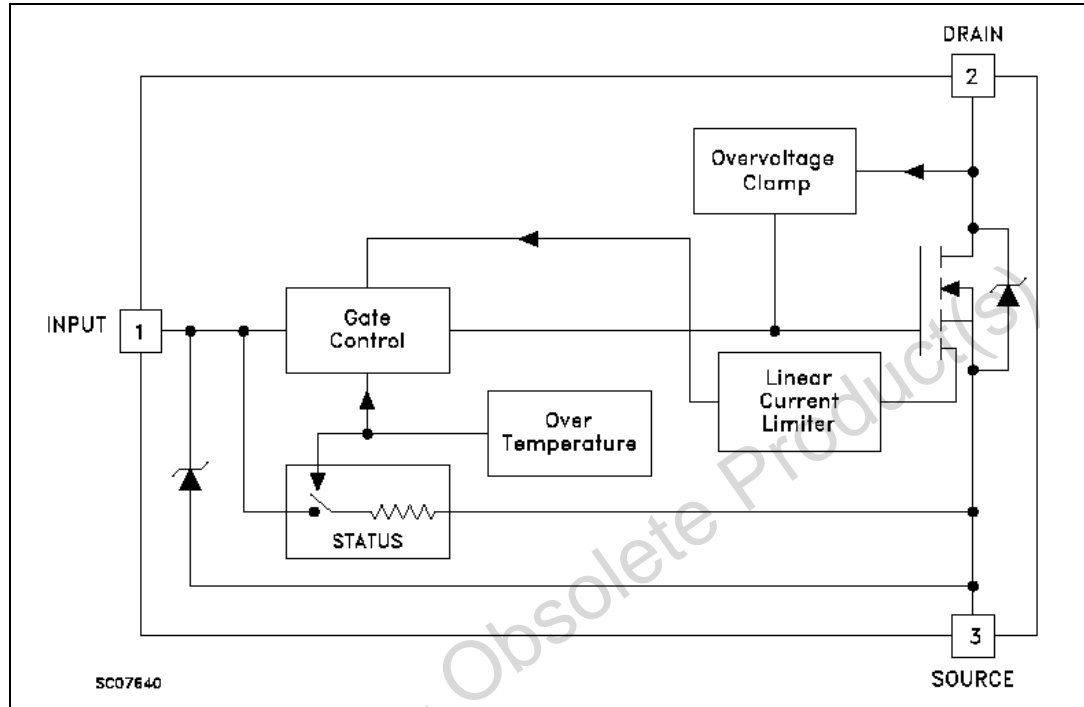 DRAIN
2
Overvoltage
Clamp
INPUT
1
Gate
Control
Linear
Current
Limiter
Over
Temperature
STATUS
3
SOURCE
SC07640
Obsolete Product(s)